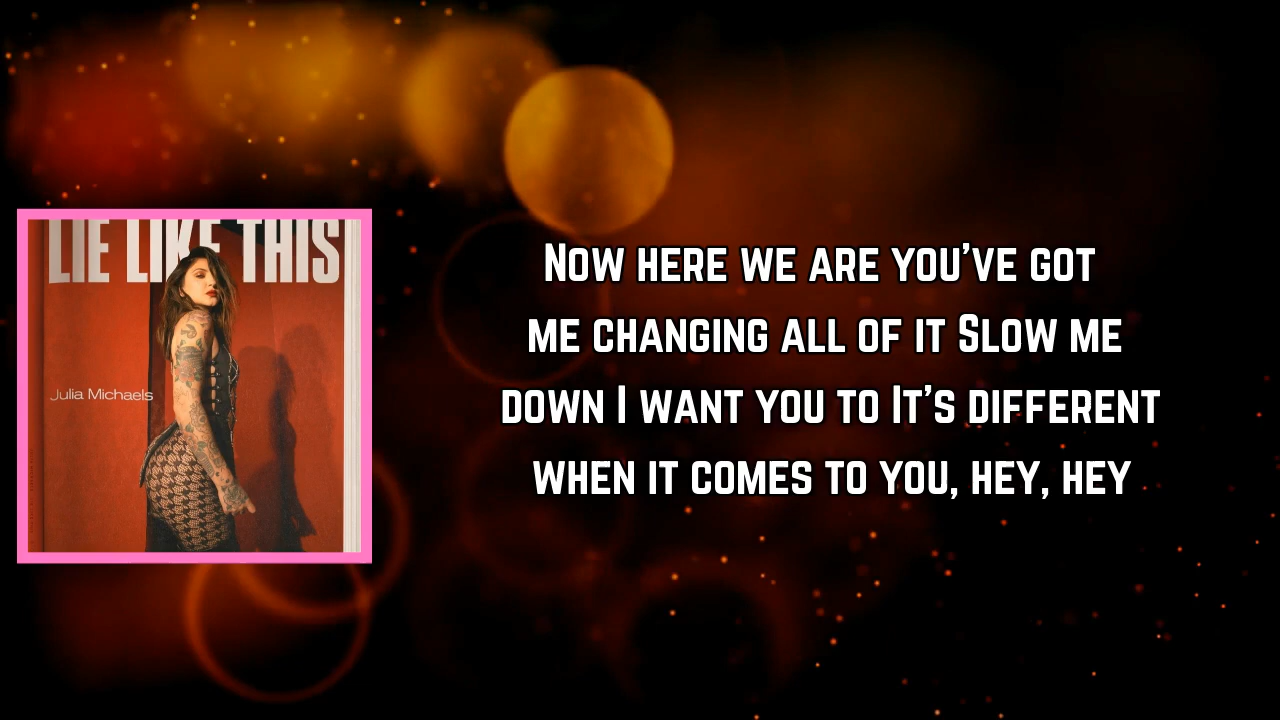 LIE LIKE THIS
Julia Michaels
Now here we are you've got
me changing all of it Slow me
down I want you to It's different
when it comes to you, hey, hey